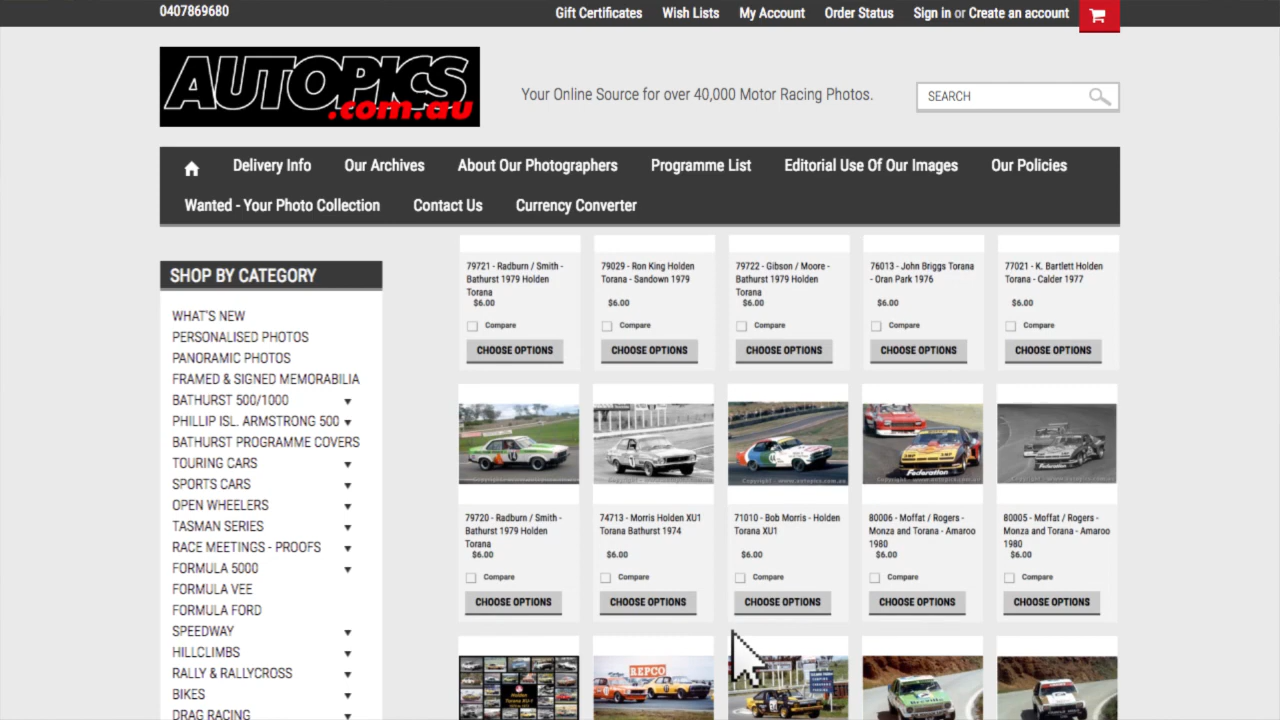 0407869680
Gift Certificates Wish Lists My Account Order Status Sign in or Create an account
AUTOPICS
.com.au
Your Online Source for over 40,000 Motor Racing Photos.
SEARCH
Delivery Info Our Archives About Our Photographers Programme List Editorial Use Of Our Images Our Policies
Wanted - Your Photo Collection Contact Us Currency Converter
SHOP BY CATEGORY
WHAT'S NEW
PERSONALISED PHOTOS
PANORAMIC PHOTOS
FRAMED & SIGNED MEMORABILIA
BATHURST 500/1000
PHILLIP ISL. ARMSTRONG 500
BATHURST PROGRAMME COVERS
TOURING CARS
SPORTS CARS
OPEN WHEELERS
TASMAN SERIES
RACE MEETINGS - PROOFS
FORMULA 5000
FORMULA VEE
FORMULA FORD
SPEEDWAY
HILLCLIMBS
RALLY & RALLYCROSS
BIKES
DRAG RACING
79721 - Radburn / Smith -
Bathurst 1979 Holden
Torana
$6.00
Compare
CHOOSE OPTIONS
79029 - Ron King Holden
Torana - Sandown 1979
$6.00
Compare
CHOOSE OPTIONS
79722 - Gibson / Moore -
Bathurst 1979 Holden
Torana
$6.00
Compare
CHOOSE OPTIONS
76013 - John Briggs Torana
- Oran Park 1976
$6.00
Compare
CHOOSE OPTIONS
77021 - K. Bartlett Holden
Torana - Calder 1977
$6.00
Compare
CHOOSE OPTIONS
79720 - Radburn / Smith -
Bathurst 1979 Holden
Torana
$6.00
Compare
CHOOSE OPTIONS
74713 - Morris Holden XU1
Torana Bathurst 1974
$6.00
Compare
CHOOSE OPTIONS
71010 - Bob Morris - Holden
Torana XU1
$6.00
Compare
CHOOSE OPTIONS
Federation
80006 - Moffat / Rogers -
Monza and Torana - Amaroo
1980
$6.00
Compare
CHOOSE OPTIONS
80005 - Moffat / Rogers -
Monza and Torana - Amaroo
1980
$6.00
Compare
CHOOSE OPTIONS
REPCO